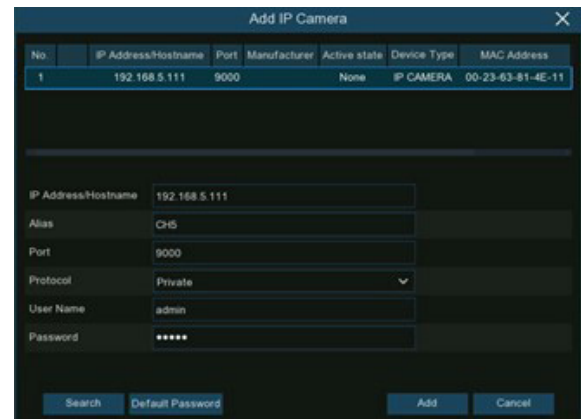 Add IP Camera
No. IP Address/Hostname Port Manufacturer Active state Device Type MAC Address
1 192.168.5.111 9000 None IP CAMERA 00-23-63-81-4E-11
IP Address/Hostname 192.168.5.111
Alias CH5
Port 9000
Protocol Private
User Name admin
Password •••••
Search Default Password Add Cancel